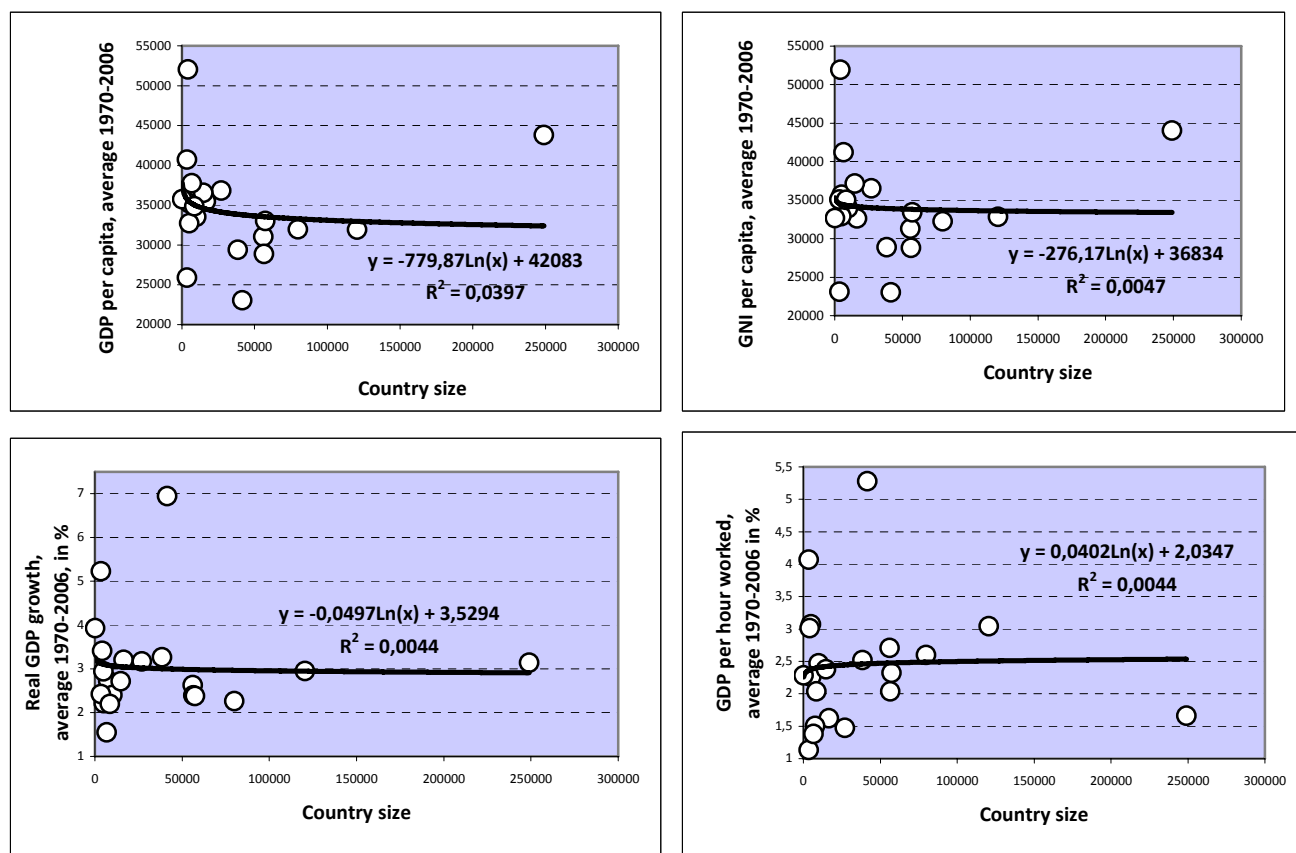 GDP per capita, average 1970-2006
55000
50000
45000
40000
35000
30000
25000
20000
y = -779,87Ln(x) + 42083
R² = 0,0397
0 50000 100000 150000 200000 250000 300000
Country size
GNI per capita, average 1970-2006
55000
50000
45000
40000
35000
30000
25000
20000
y = -276,17Ln(x) + 36834
R² = 0,0047
0 50000 100000 150000 200000 250000 300000
Country size
Real GDP growth,
average 1970-2006, in %
7
6
5
4
3
2
1
y = -0,0497Ln(x) + 3,5294
R² = 0,0044
0 50000 100000 150000 200000 250000 300000
Country size
GDP per hour worked,
average 1970-2006 in %
5,5
5
4,5
4
3,5
3
2,5
2
1,5
1
y = 0,0402Ln(x) + 2,0347
R² = 0,0044
0 50000 100000 150000 200000 250000 300000
Country size